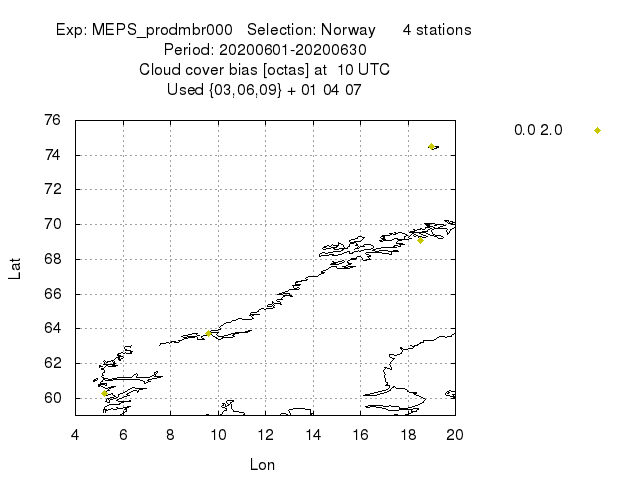 Exp: MEPS_prodmbr000 Selection: Norway 4 stations
Period: 20200601-20200630
Cloud cover bias [octas] at 10 UTC
Used {03,06,09} + 01 04 07
76
0.0 2.0
74
72
70
68
Lat
66
64
62
60
4 6 8 10 12 14 16 18 20
Lon